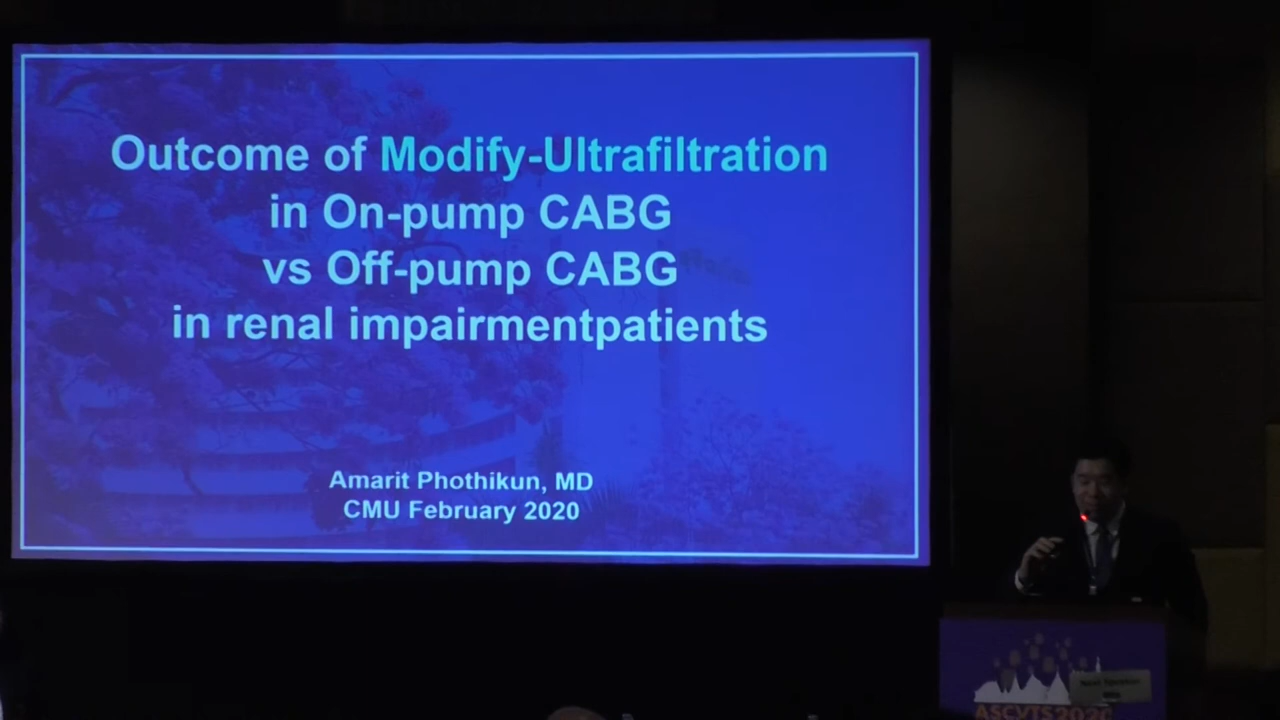 Outcome of Modify-Ultrafiltration
in On-pump CABG
vs Off-pump CABG
in renal impairmentpatients
Amarit Phothikun, MD
CMU February 2020
ASCVTS2020